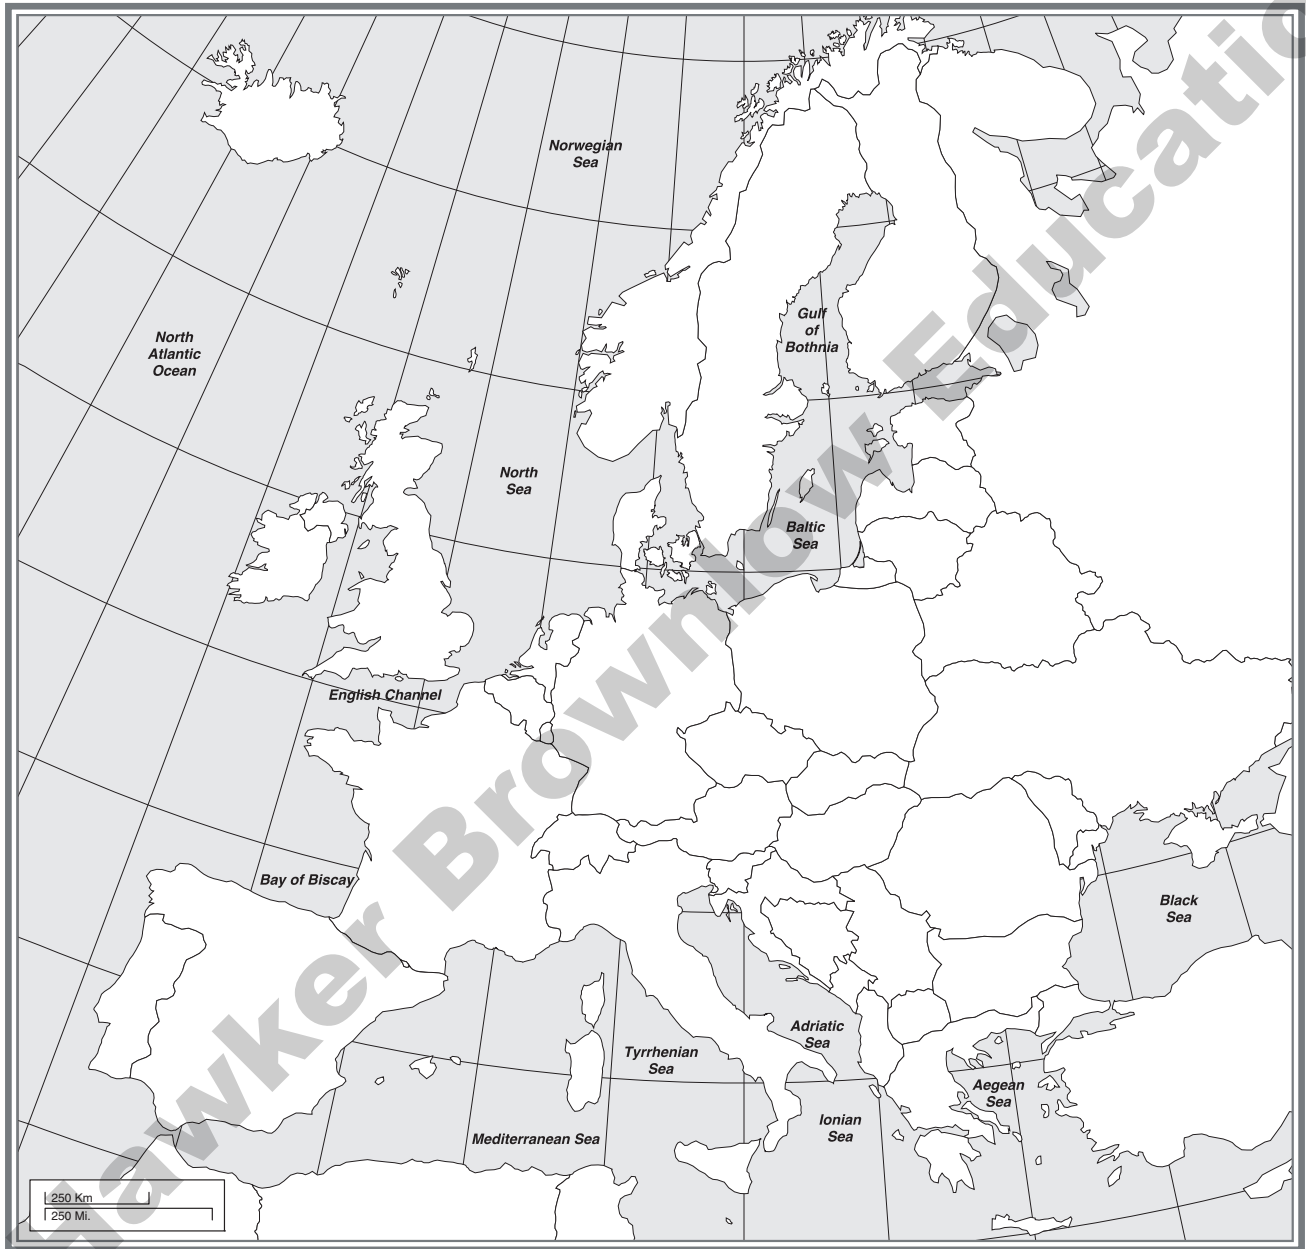 Norwegian
Sea
North
Atlantic
Ocean
Gulf
of
Bothnia
North
Sea
Baltic
Sea
English Channel
Bay of Biscay
Black
Sea
Adriatic
Sea
Tyrrhenian
Sea
Aegean
Sea
Ionian
Sea
Mediterranean Sea
250 Km
250 Mi.
Hawker Brownlow Educatio